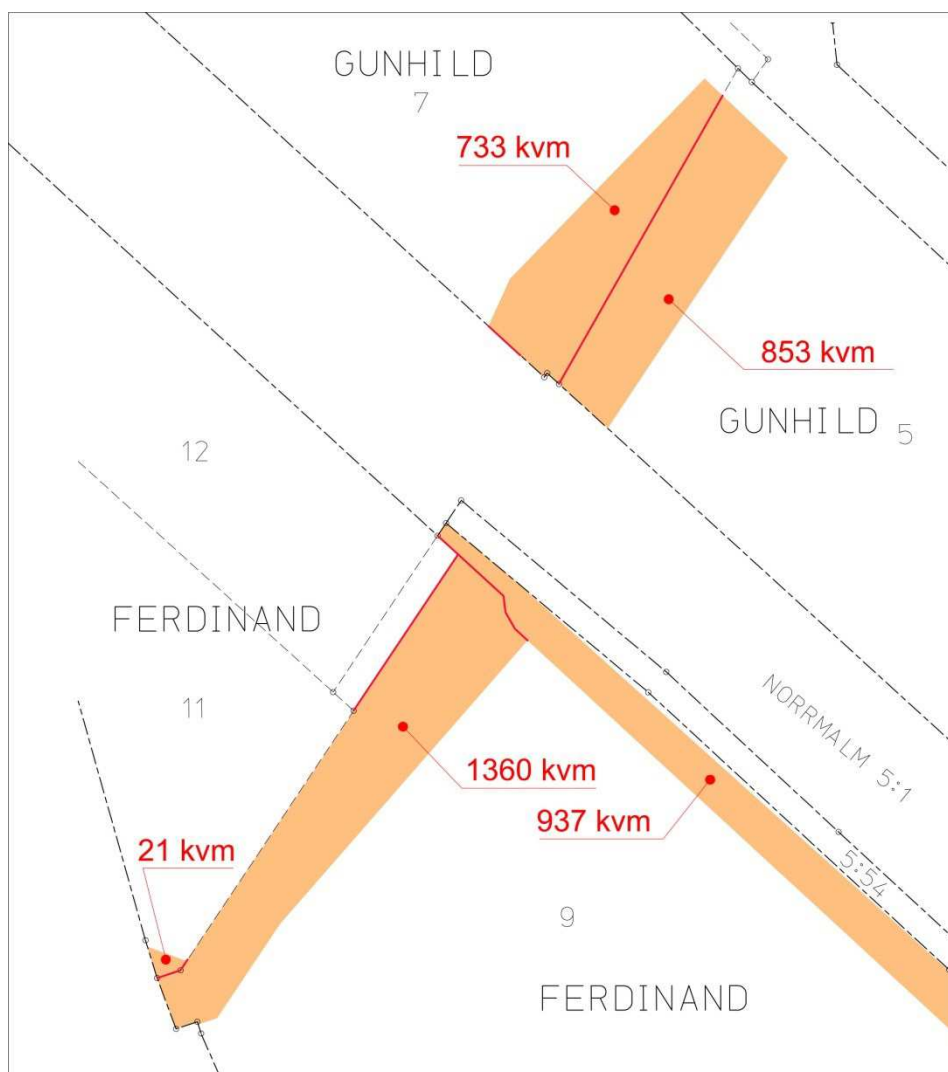 GUNHILD
7
733 kvm
853 kvm
GUNHILD 5
12
FERDINAND
11
NORRMALM 5:1
1360 kvm
937 kvm
21 kvm
5:54
9
FERDINAND